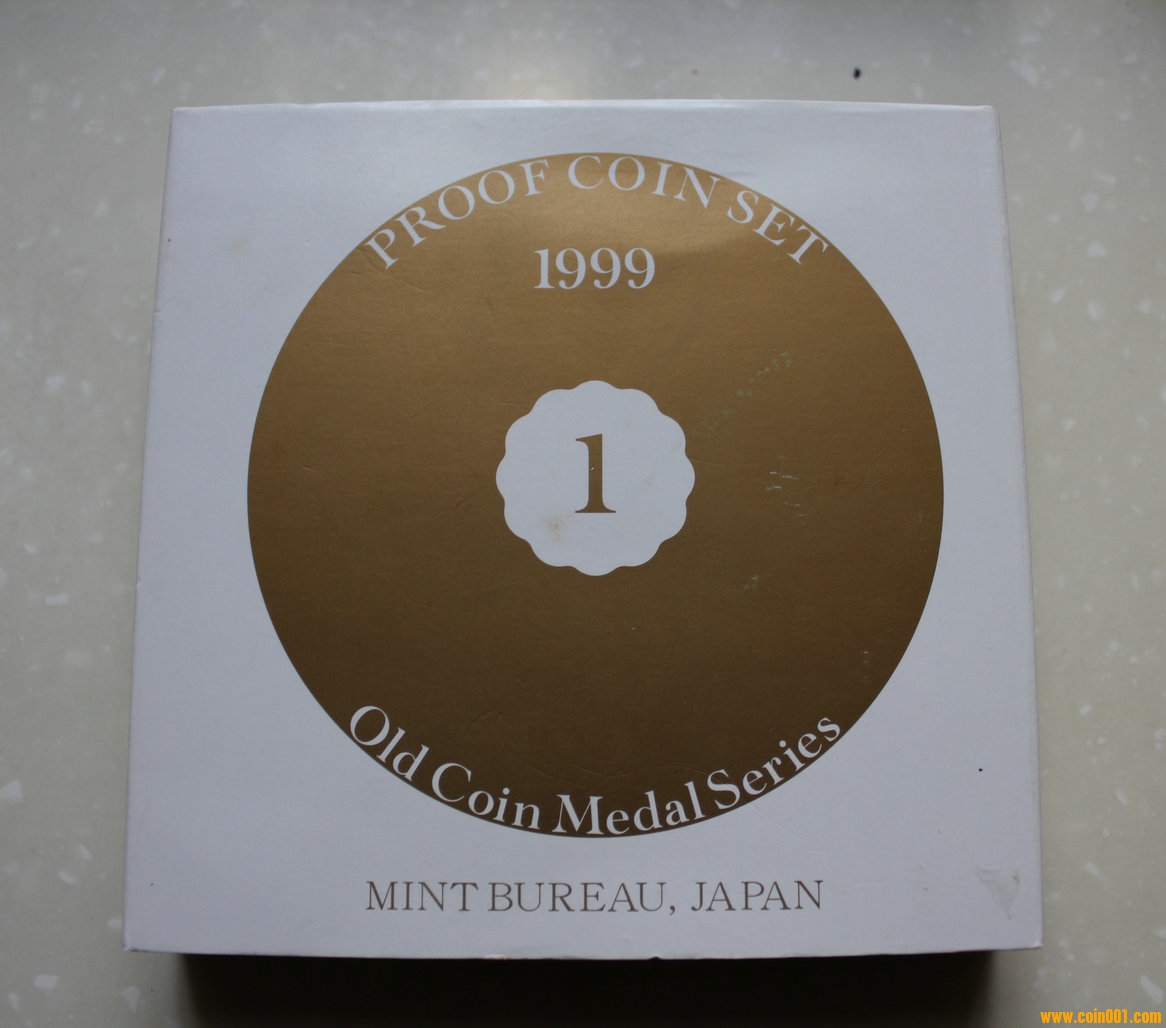 PROOF COIN SET
1999
1
Old Coin Medal Series
MINT BUREAU, JAPAN
www.coin001.com